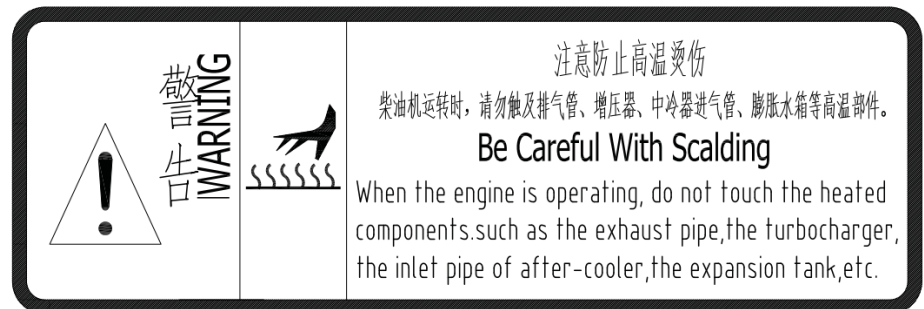 警告
WARNING
注意防止高温烫伤
柴油机运转时，请勿触及排气管、增压器、中冷器进气管、膨胀水箱等高温部件。
Be Careful With Scalding
When the engine is operating, do not touch the heated
components.such as the exhaust pipe,the turbocharger,
the inlet pipe of after-cooler,the expansion tank,etc.